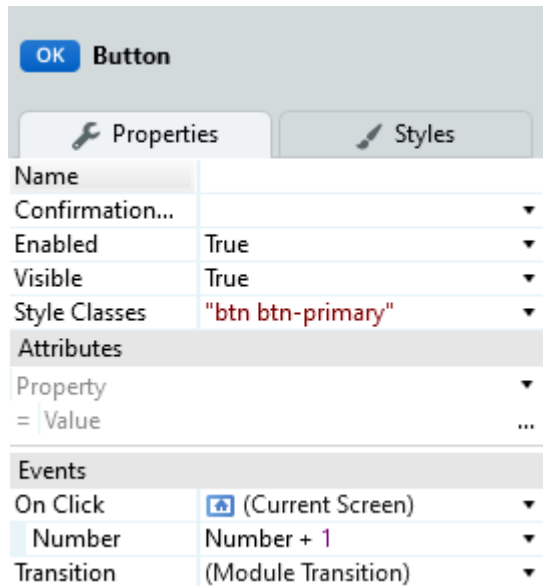 OK Button
Properties Styles
Name
Confirmation...
Enabled True
Visible True
Style Classes "btn btn-primary"
Attributes
Property
= Value ...
Events
On Click (Current Screen)
Number Number + 1
Transition (Module Transition)